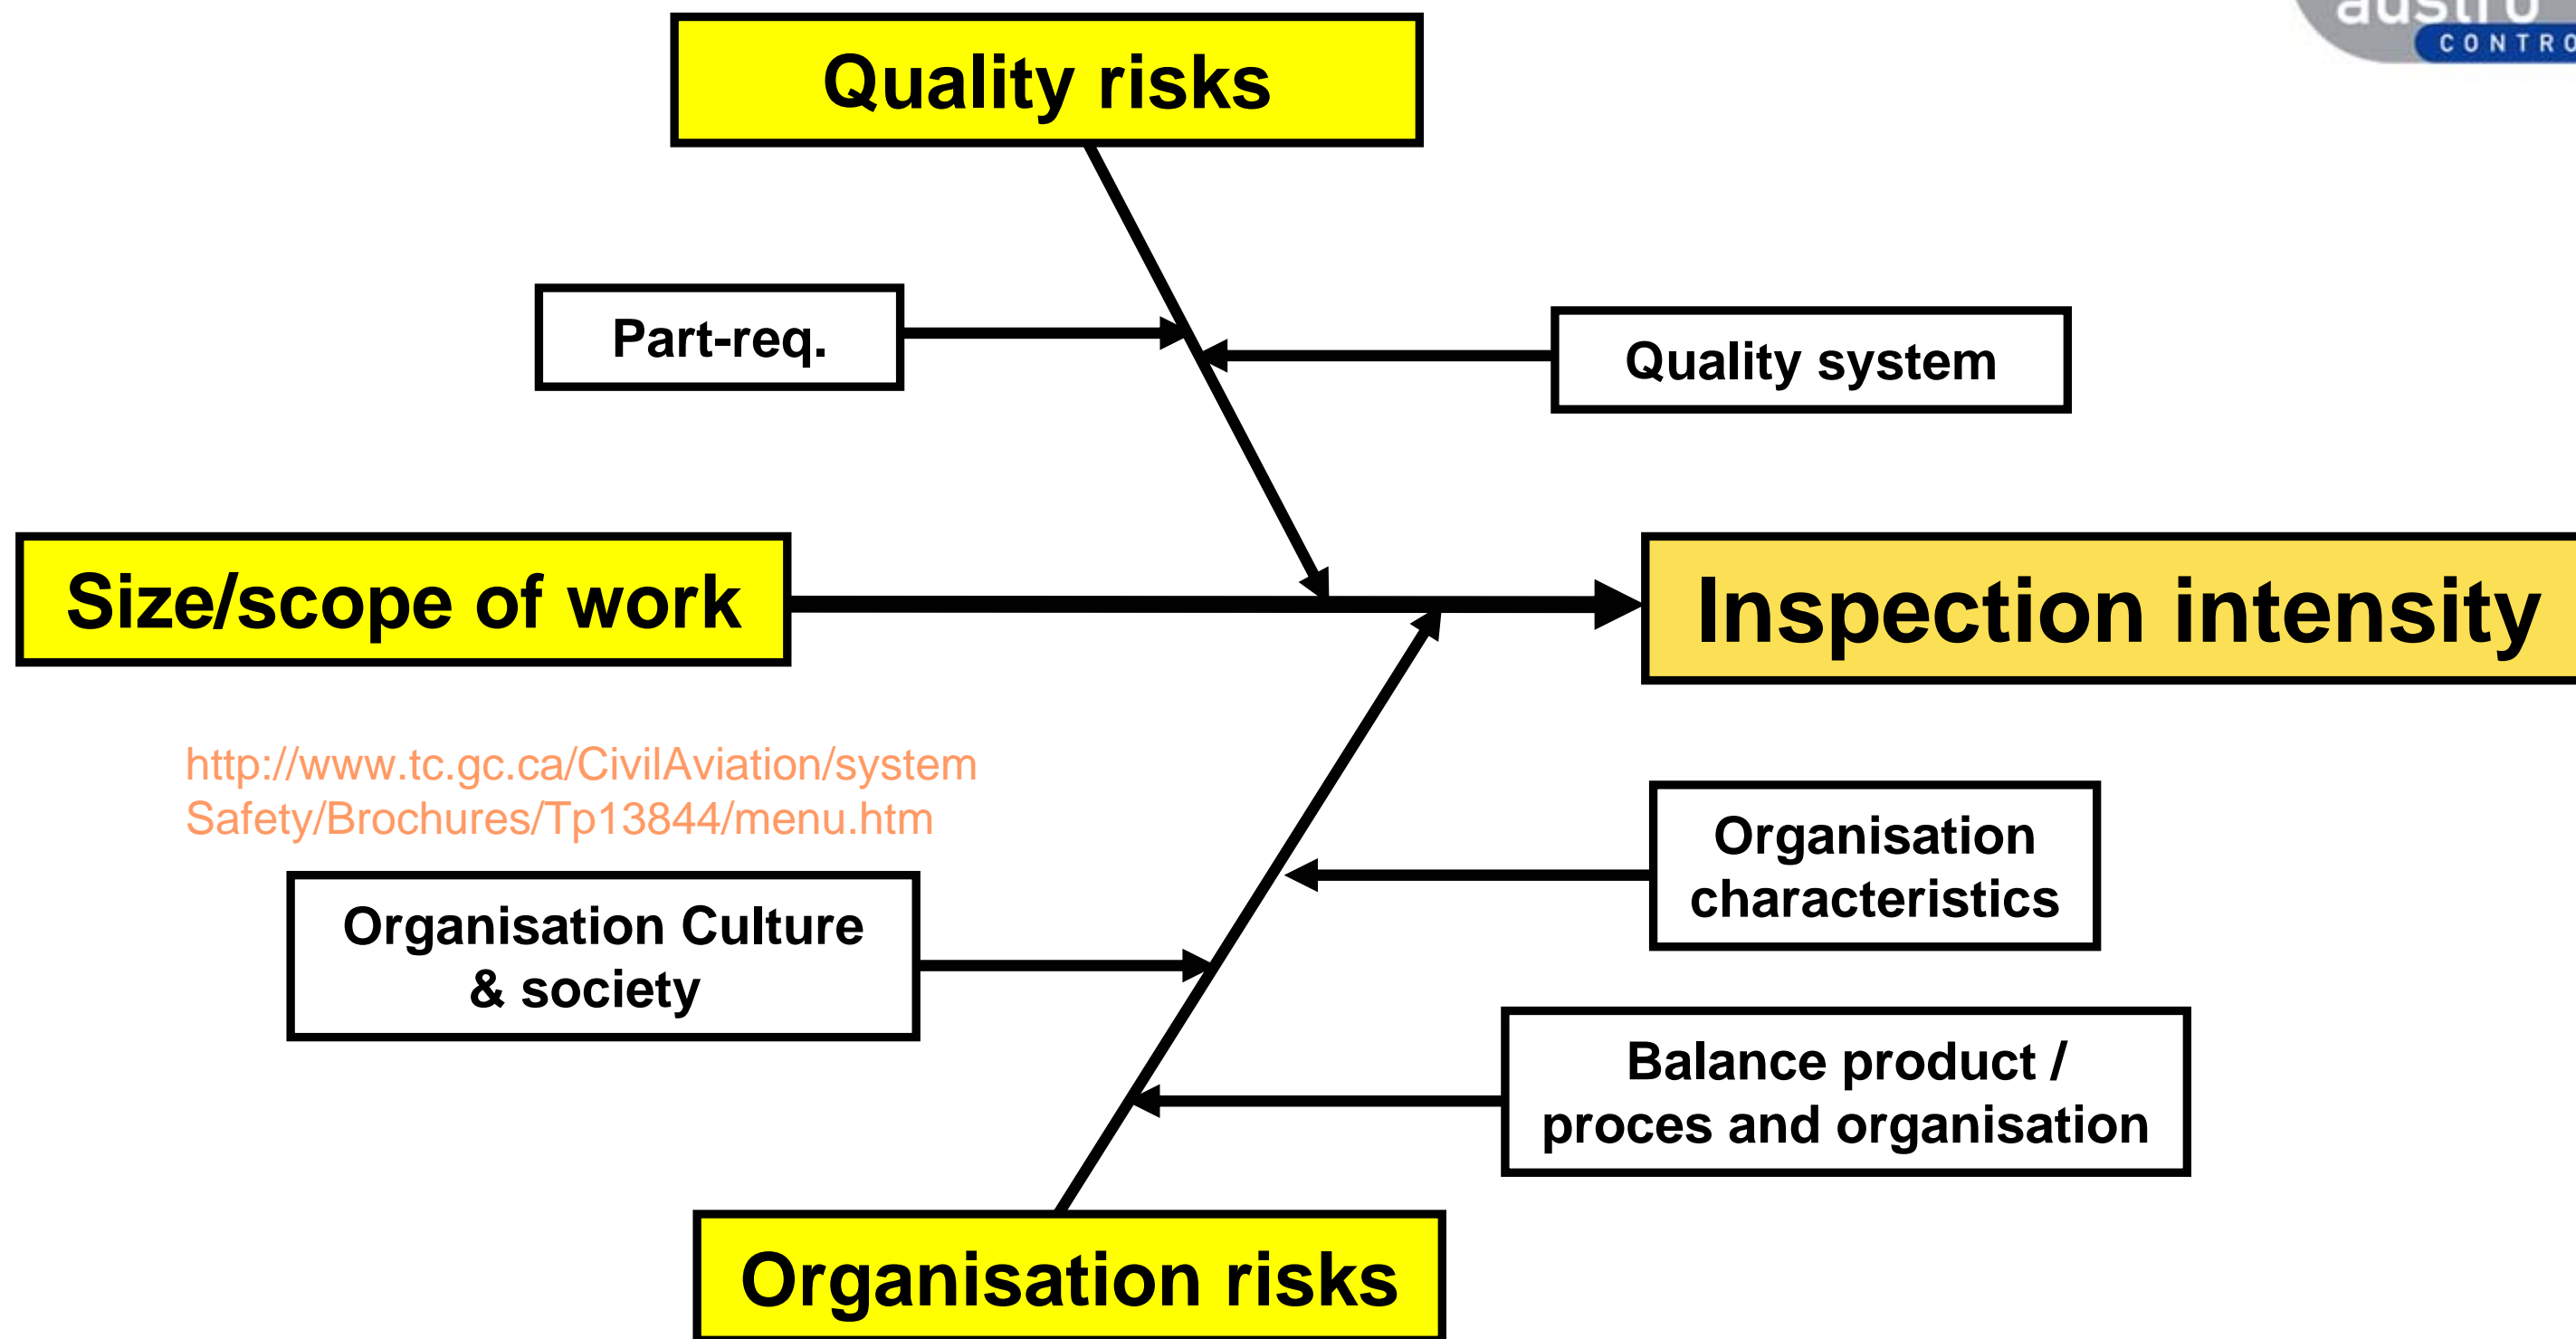 CONTRO
Quality risks
Part-req.
Quality system
Size/scope of work
Inspection intensity
http://www.tc.gc.ca/CivilAviation/system
Safety/Brochures/Tp13844/menu.htm
Organisation
characteristics
Organisation Culture
& society
Balance product /
proces and organisation
Organisation risks